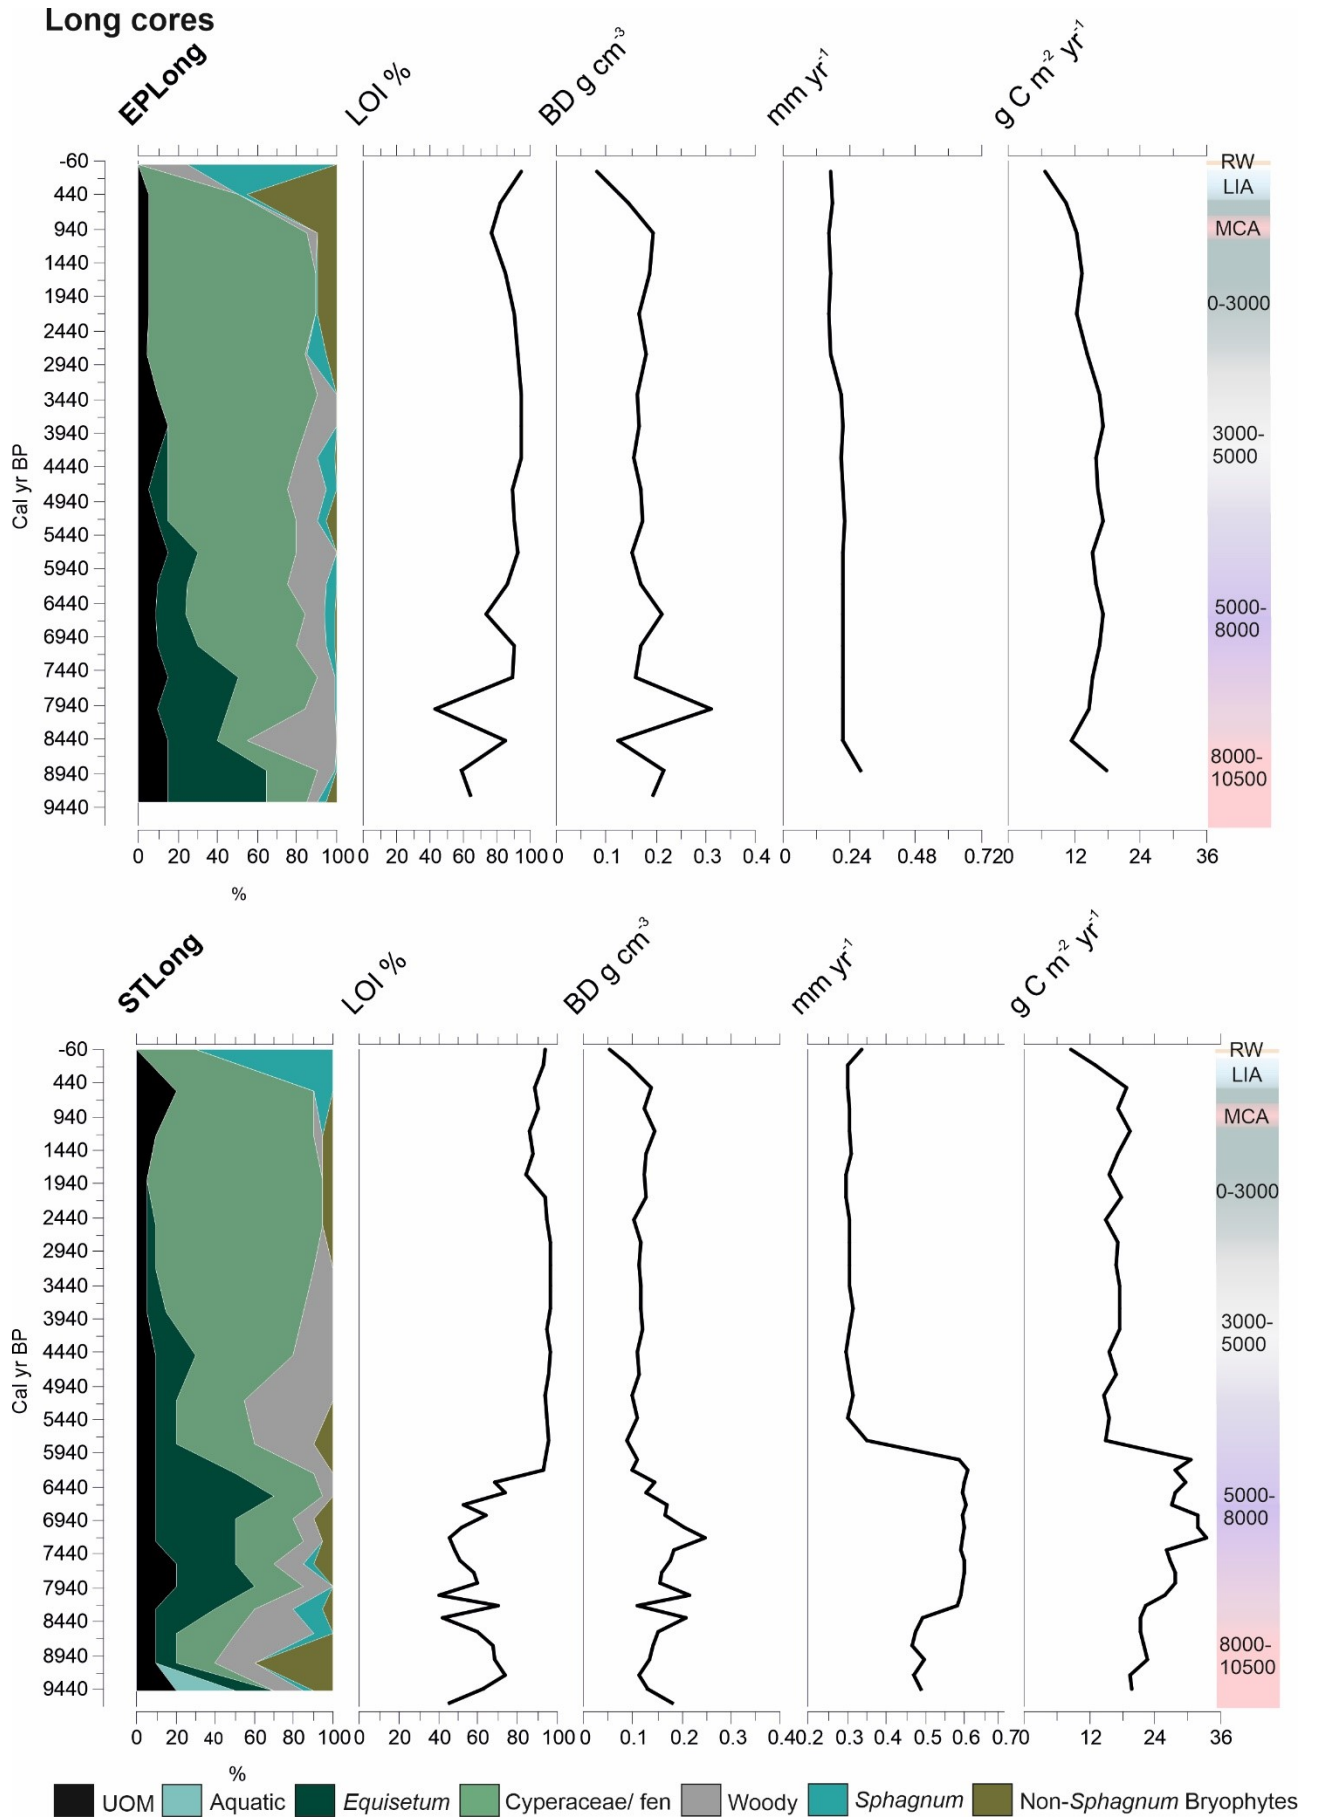 Long cores
EPLong
LOI %
BD g cm⁻³
mm yr⁻¹
g C m⁻² yr⁻¹
Cal yr BP
-60
440
940
1440
1940
2440
2940
3440
3940
4440
4940
5440
5940
6440
6940
7440
7940
8440
8940
9440
RW
LIA
MCA
0-3000
3000-
5000
5000-
8000
8000-
10500
0 20 40 60 80 100
0 20 40 60 80 100
0 0.1 0.2 0.3 0.4
0 0.24 0.48 0.72
0 12 24 36
%
STLong
LOI %
BD g cm⁻³
mm yr⁻¹
g C m⁻² yr⁻¹
Cal yr BP
-60
440
940
1440
1940
2440
2940
3440
3940
4440
4940
5440
5940
6440
6940
7440
7940
8440
8940
9440
RW
LIA
MCA
0-3000
3000-
5000
5000-
8000
8000-
10500
0 20 40 60 80 100
0 20 40 60 80 100
0 0.1 0.2 0.3 0.4
0.2 0.3 0.4 0.5 0.6 0.7
0 12 24 36
%
UOM Aquatic Equisetum Cyperaceae/ fen Woody Sphagnum Non-Sphagnum Bryophytes